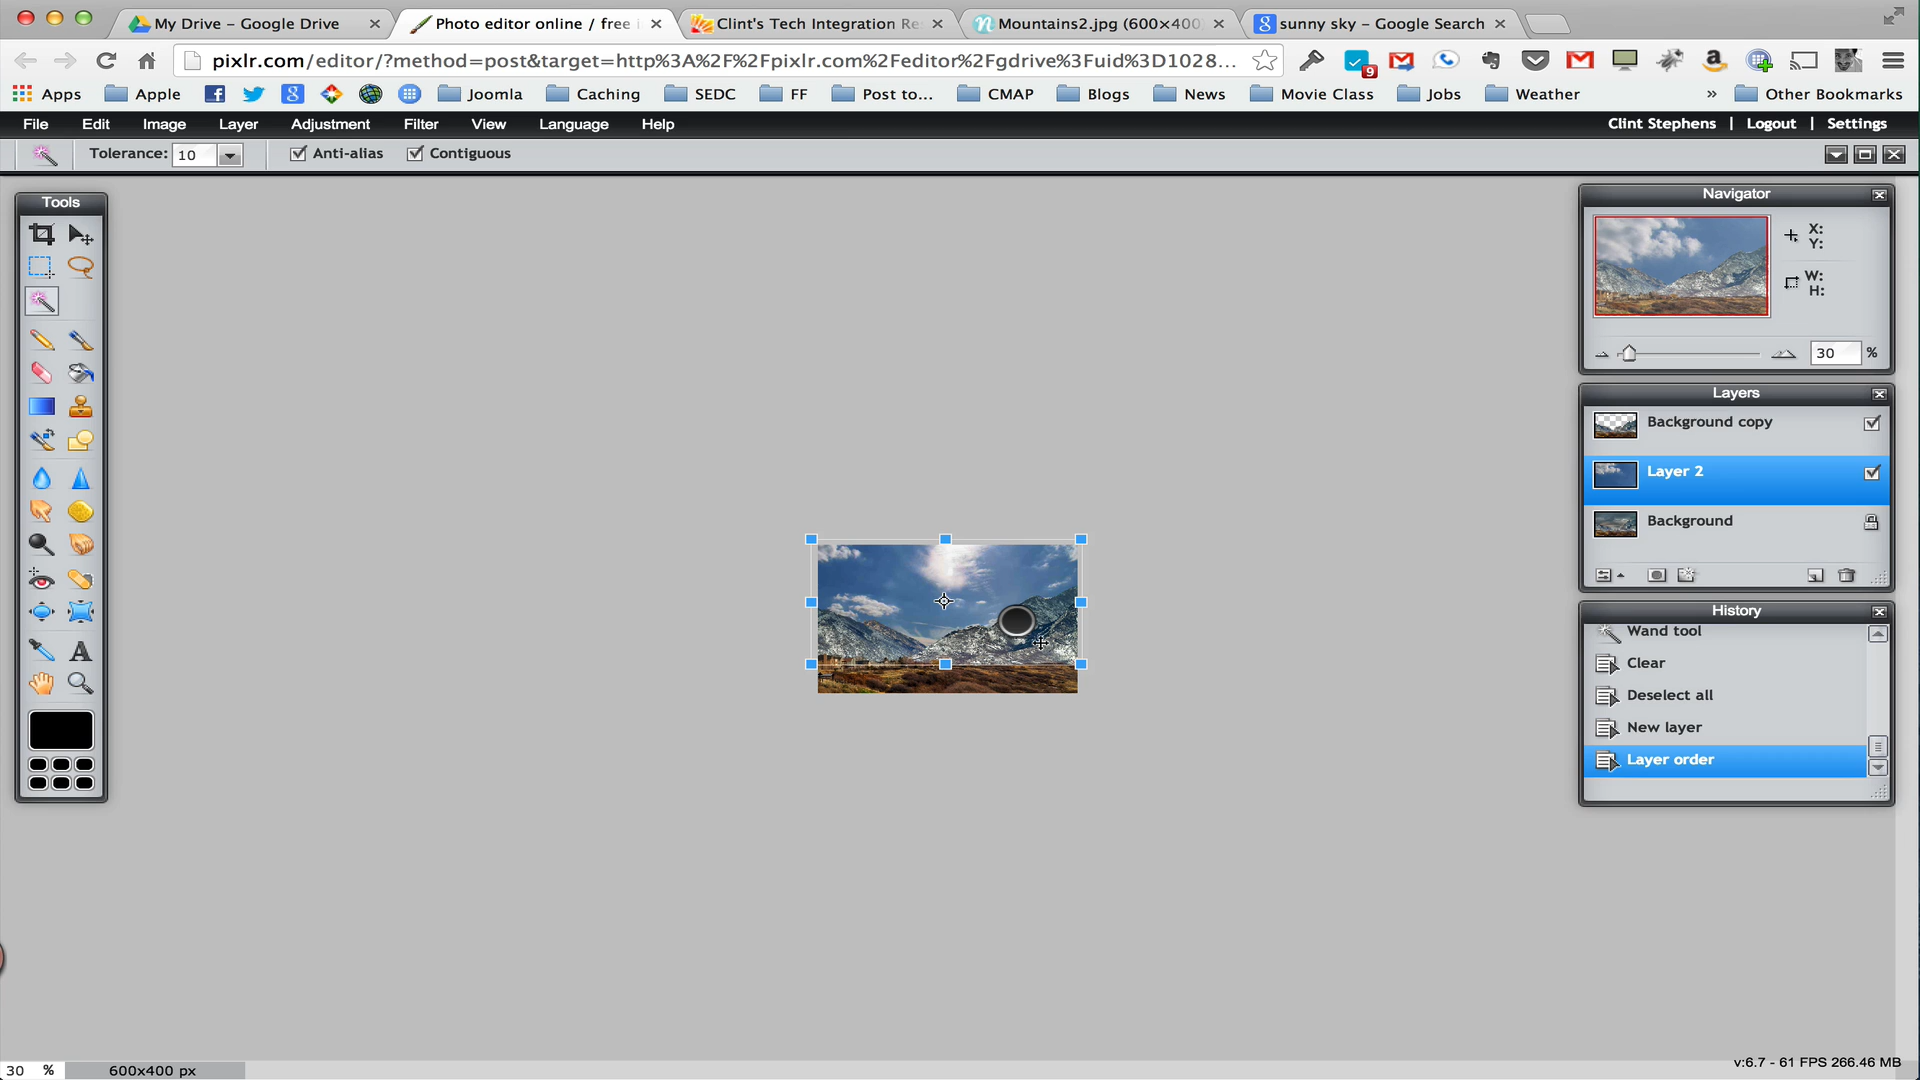 My Drive – Google Drive
Photo editor online / free i
Clint's Tech Integration Re
Mountains2.jpg (600×400
sunny sky – Google Search
pixlr.com/editor/?method=post&target=http%3A%2F%2Fpixlr.com%2Feditor%2Fgdrive%3Fuid%3D1028...
9
Apps
Apple
Joomla
Caching
SEDC
FF
Post to...
CMAP
Blogs
News
Movie Class
Jobs
Weather
»
Other Bookmarks
File Edit Image Layer Adjustment Filter View Language Help
Clint Stephens | Logout | Settings
Tolerance: 10
Anti-alias
Contiguous
Tools
Navigator
X:
Y:
W:
H:
30 %
Layers
Background copy
Layer 2
Background
History
Wand tool
Clear
Deselect all
New layer
Layer order
30 %
600x400 px
v:6.7 - 61 FPS 266.46 MB